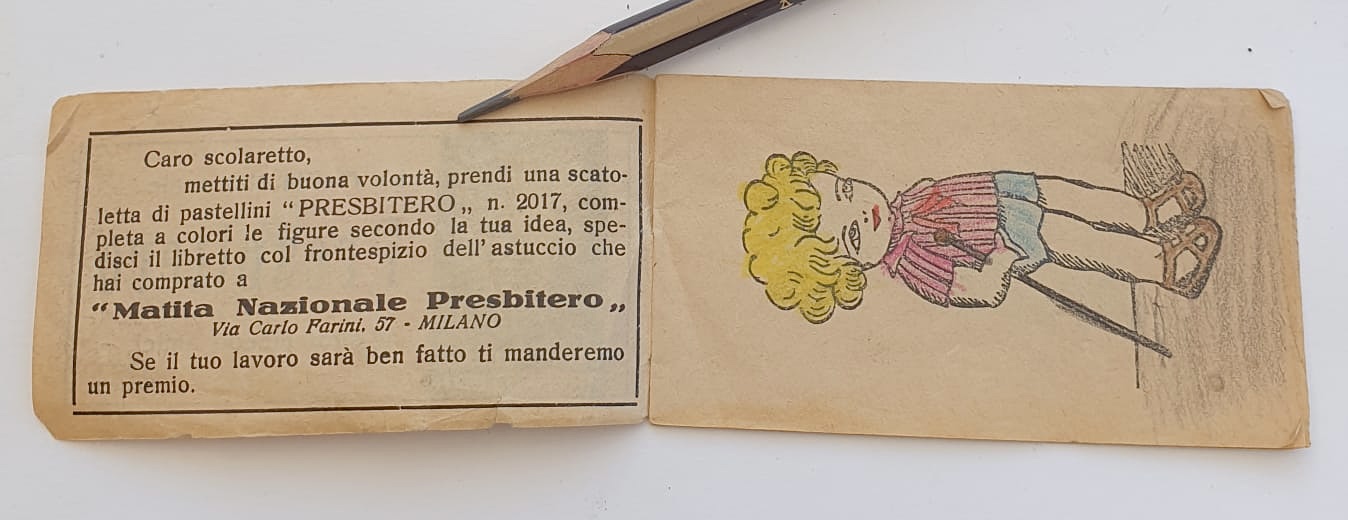 Caro scolaretto,
mettiti di buona volontà, prendi una scato-
letta di pastellini “PRESBITERO„ n. 2017, com-
pleta a colori le figure secondo la tua idea, spe-
disci il libretto col frontespizio dell'astuccio che
hai comprato a
“Matita Nazionale Presbitero„
Via Carlo Farini, 57 - MILANO
Se il tuo lavoro sarà ben fatto ti manderemo
un premio.